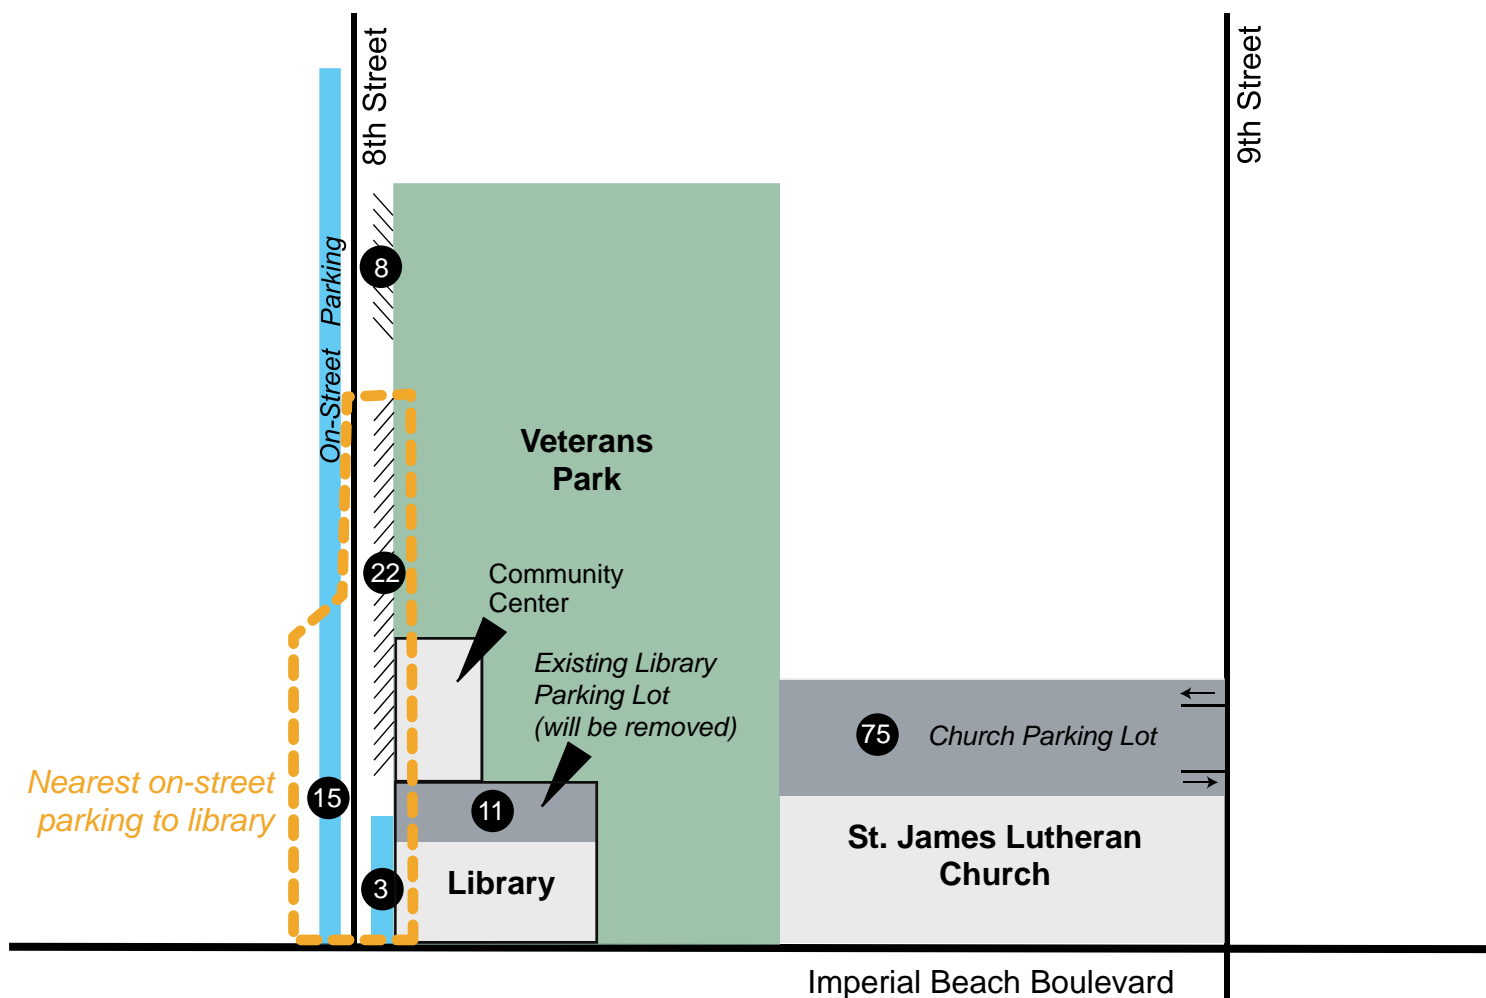 8th Street
9th Street
On-Street Parking
8
Veterans
Park
22
Community
Center
Existing Library
Parking Lot
(will be removed)
75
Church Parking Lot
Nearest on-street
parking to library
15
11
3
Library
St. James Lutheran
Church
Imperial Beach Boulevard